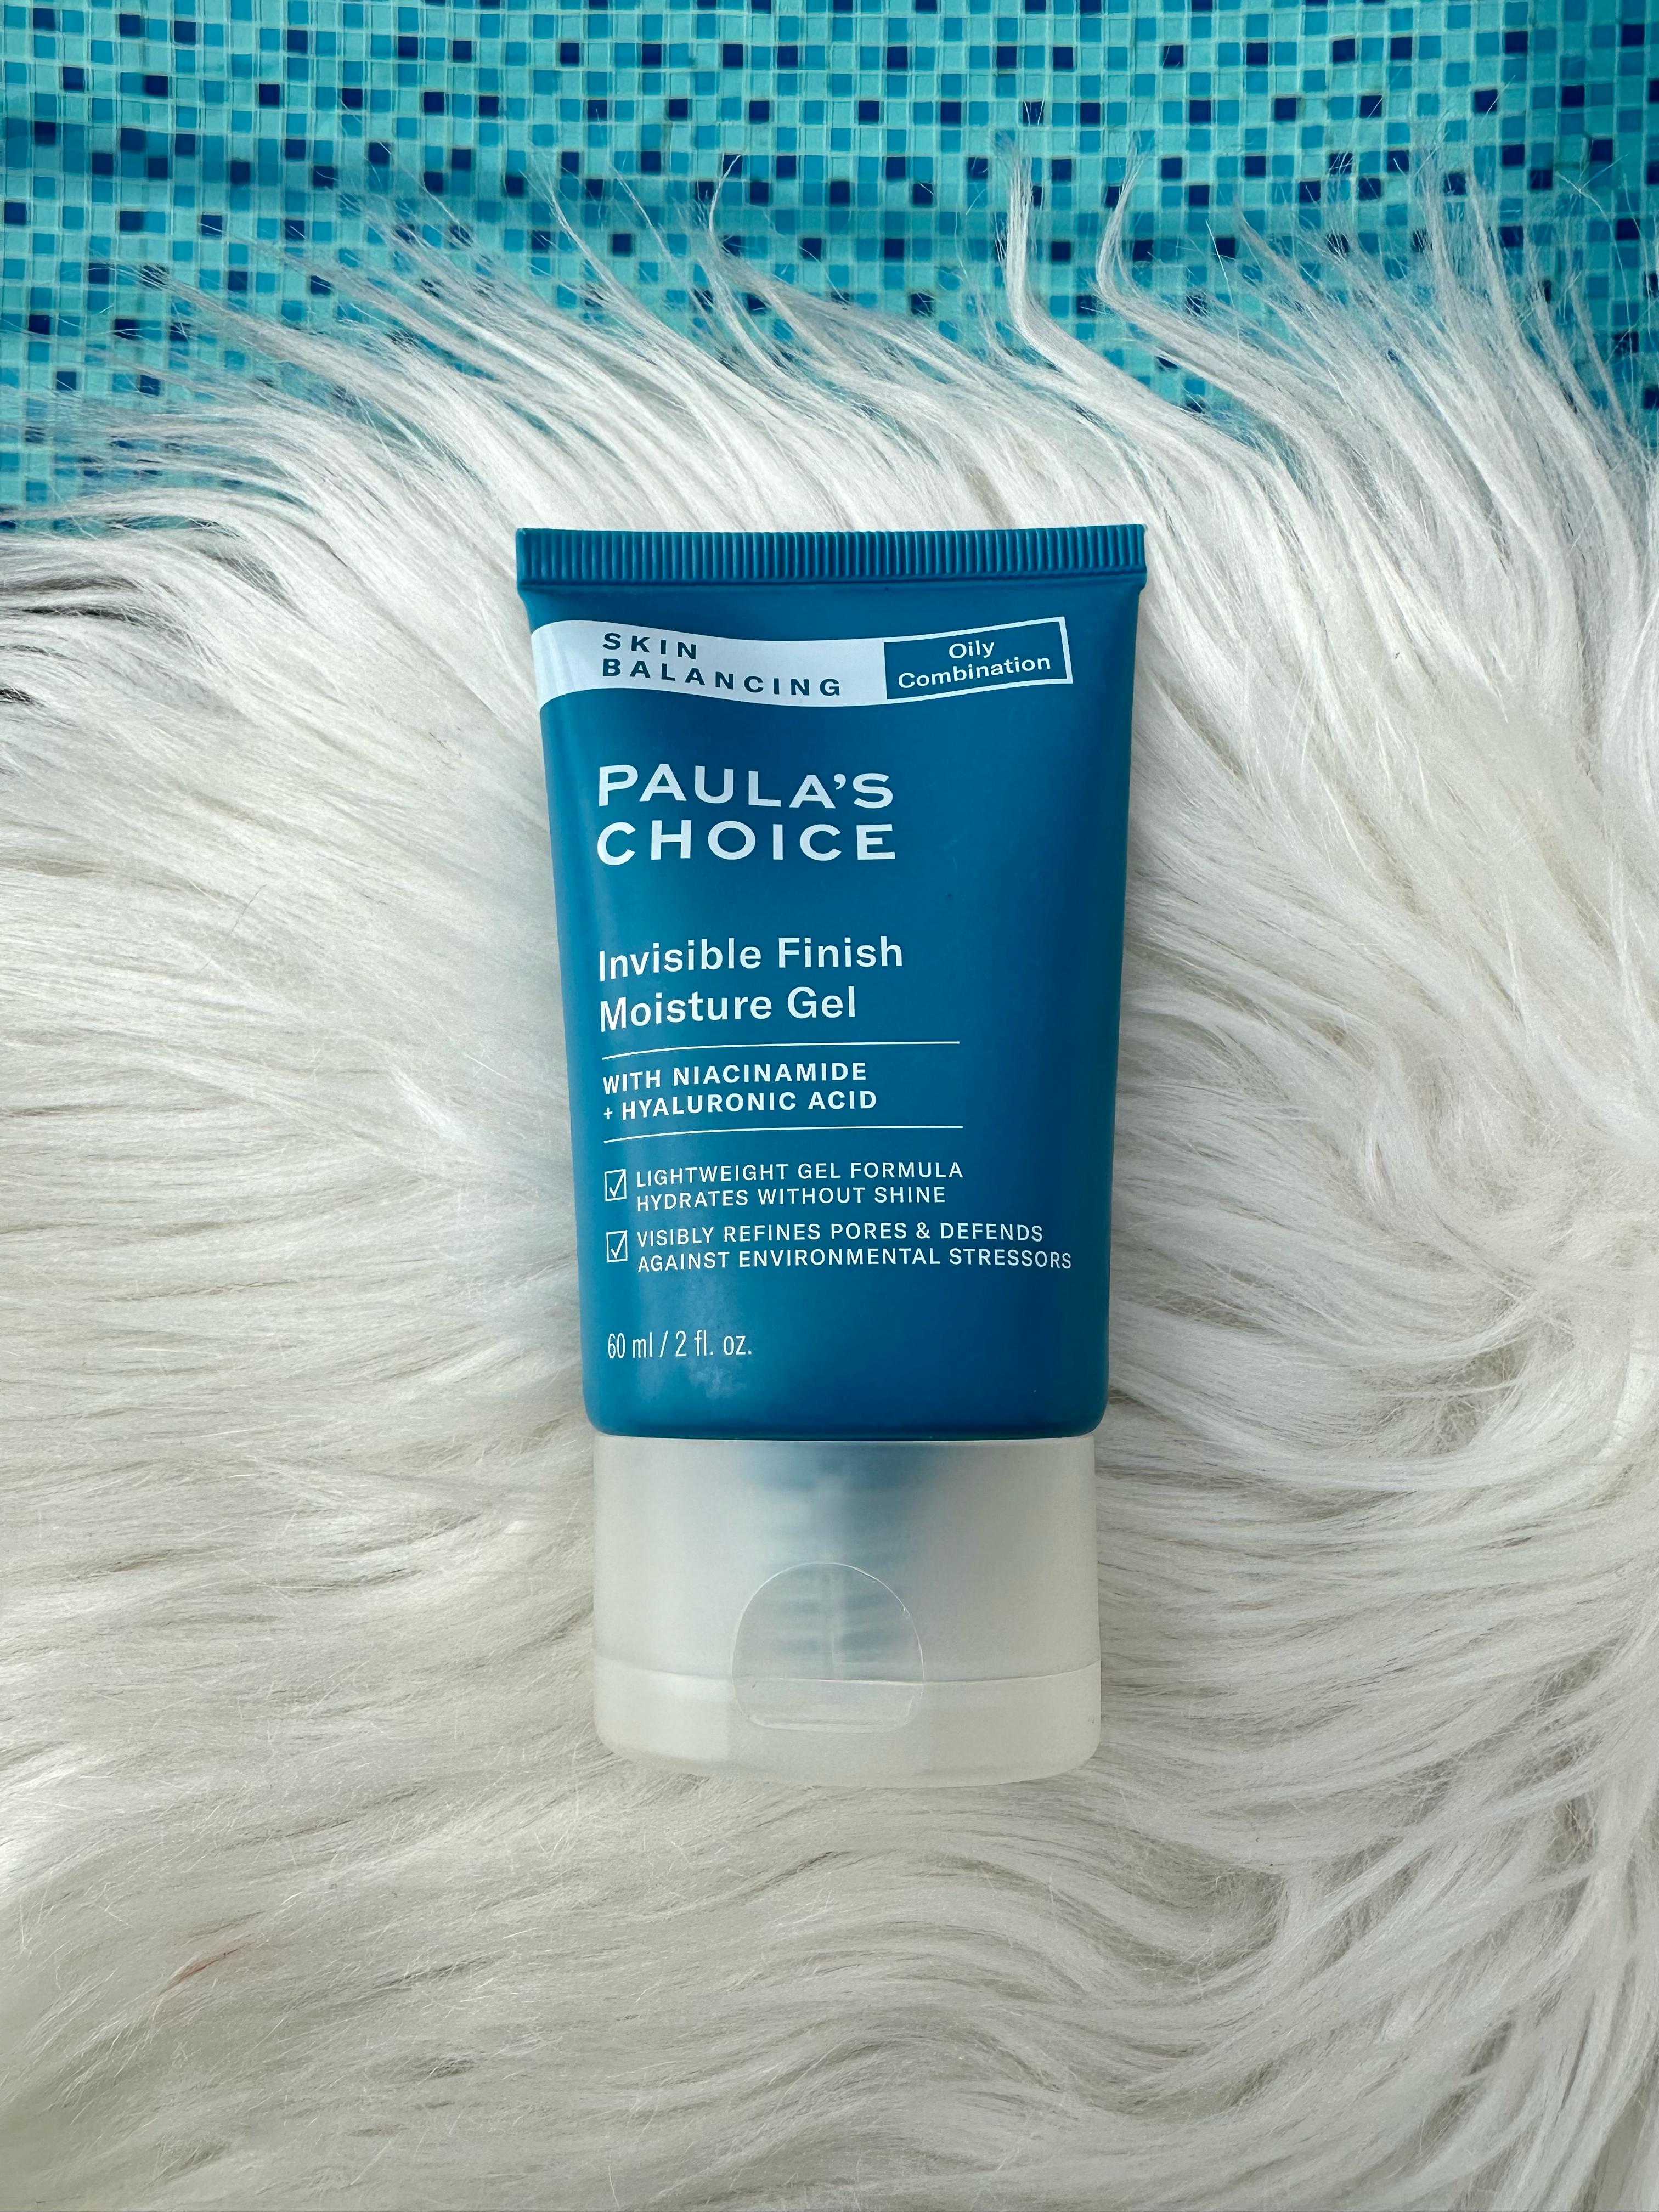 SKIN
BALANCING
Oily
Combination
PAULA'S
CHOICE
Invisible Finish
Moisture Gel
WITH NIACINAMIDE
+ HYALURONIC ACID
LIGHTWEIGHT GEL FORMULA
HYDRATES WITHOUT SHINE
VISIBLY REFINES PORES & DEFENDS
AGAINST ENVIRONMENTAL STRESSORS
60 ml / 2 fl. oz.